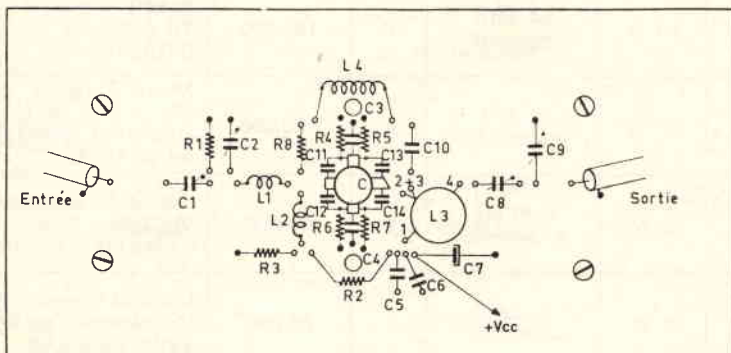 L4
C3
R1
C2
R8
R4
R5
C10
C9
C11
C13
Entrée
C1
L1
C
2+3
4
C8
Sortie
L2
C12
C14
L3
R6
R7
1
R3
C4
R2
C5
C6
C7
+Vcc